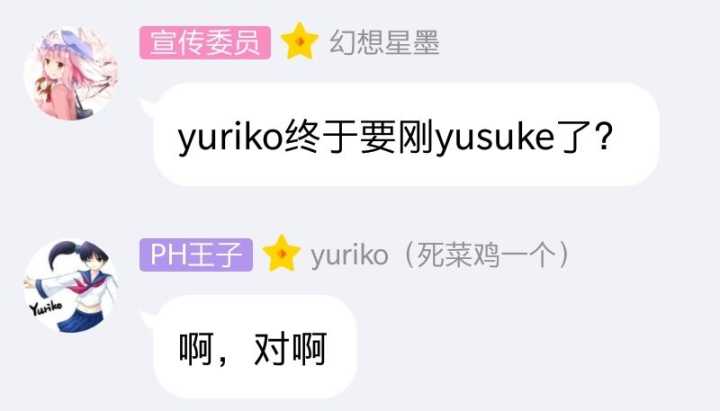 宣传委员 幻想星墨
yuriko终于要刚yusuke了？
PH王子 yuriko（死菜鸡一个）
Yuriko
啊，对啊